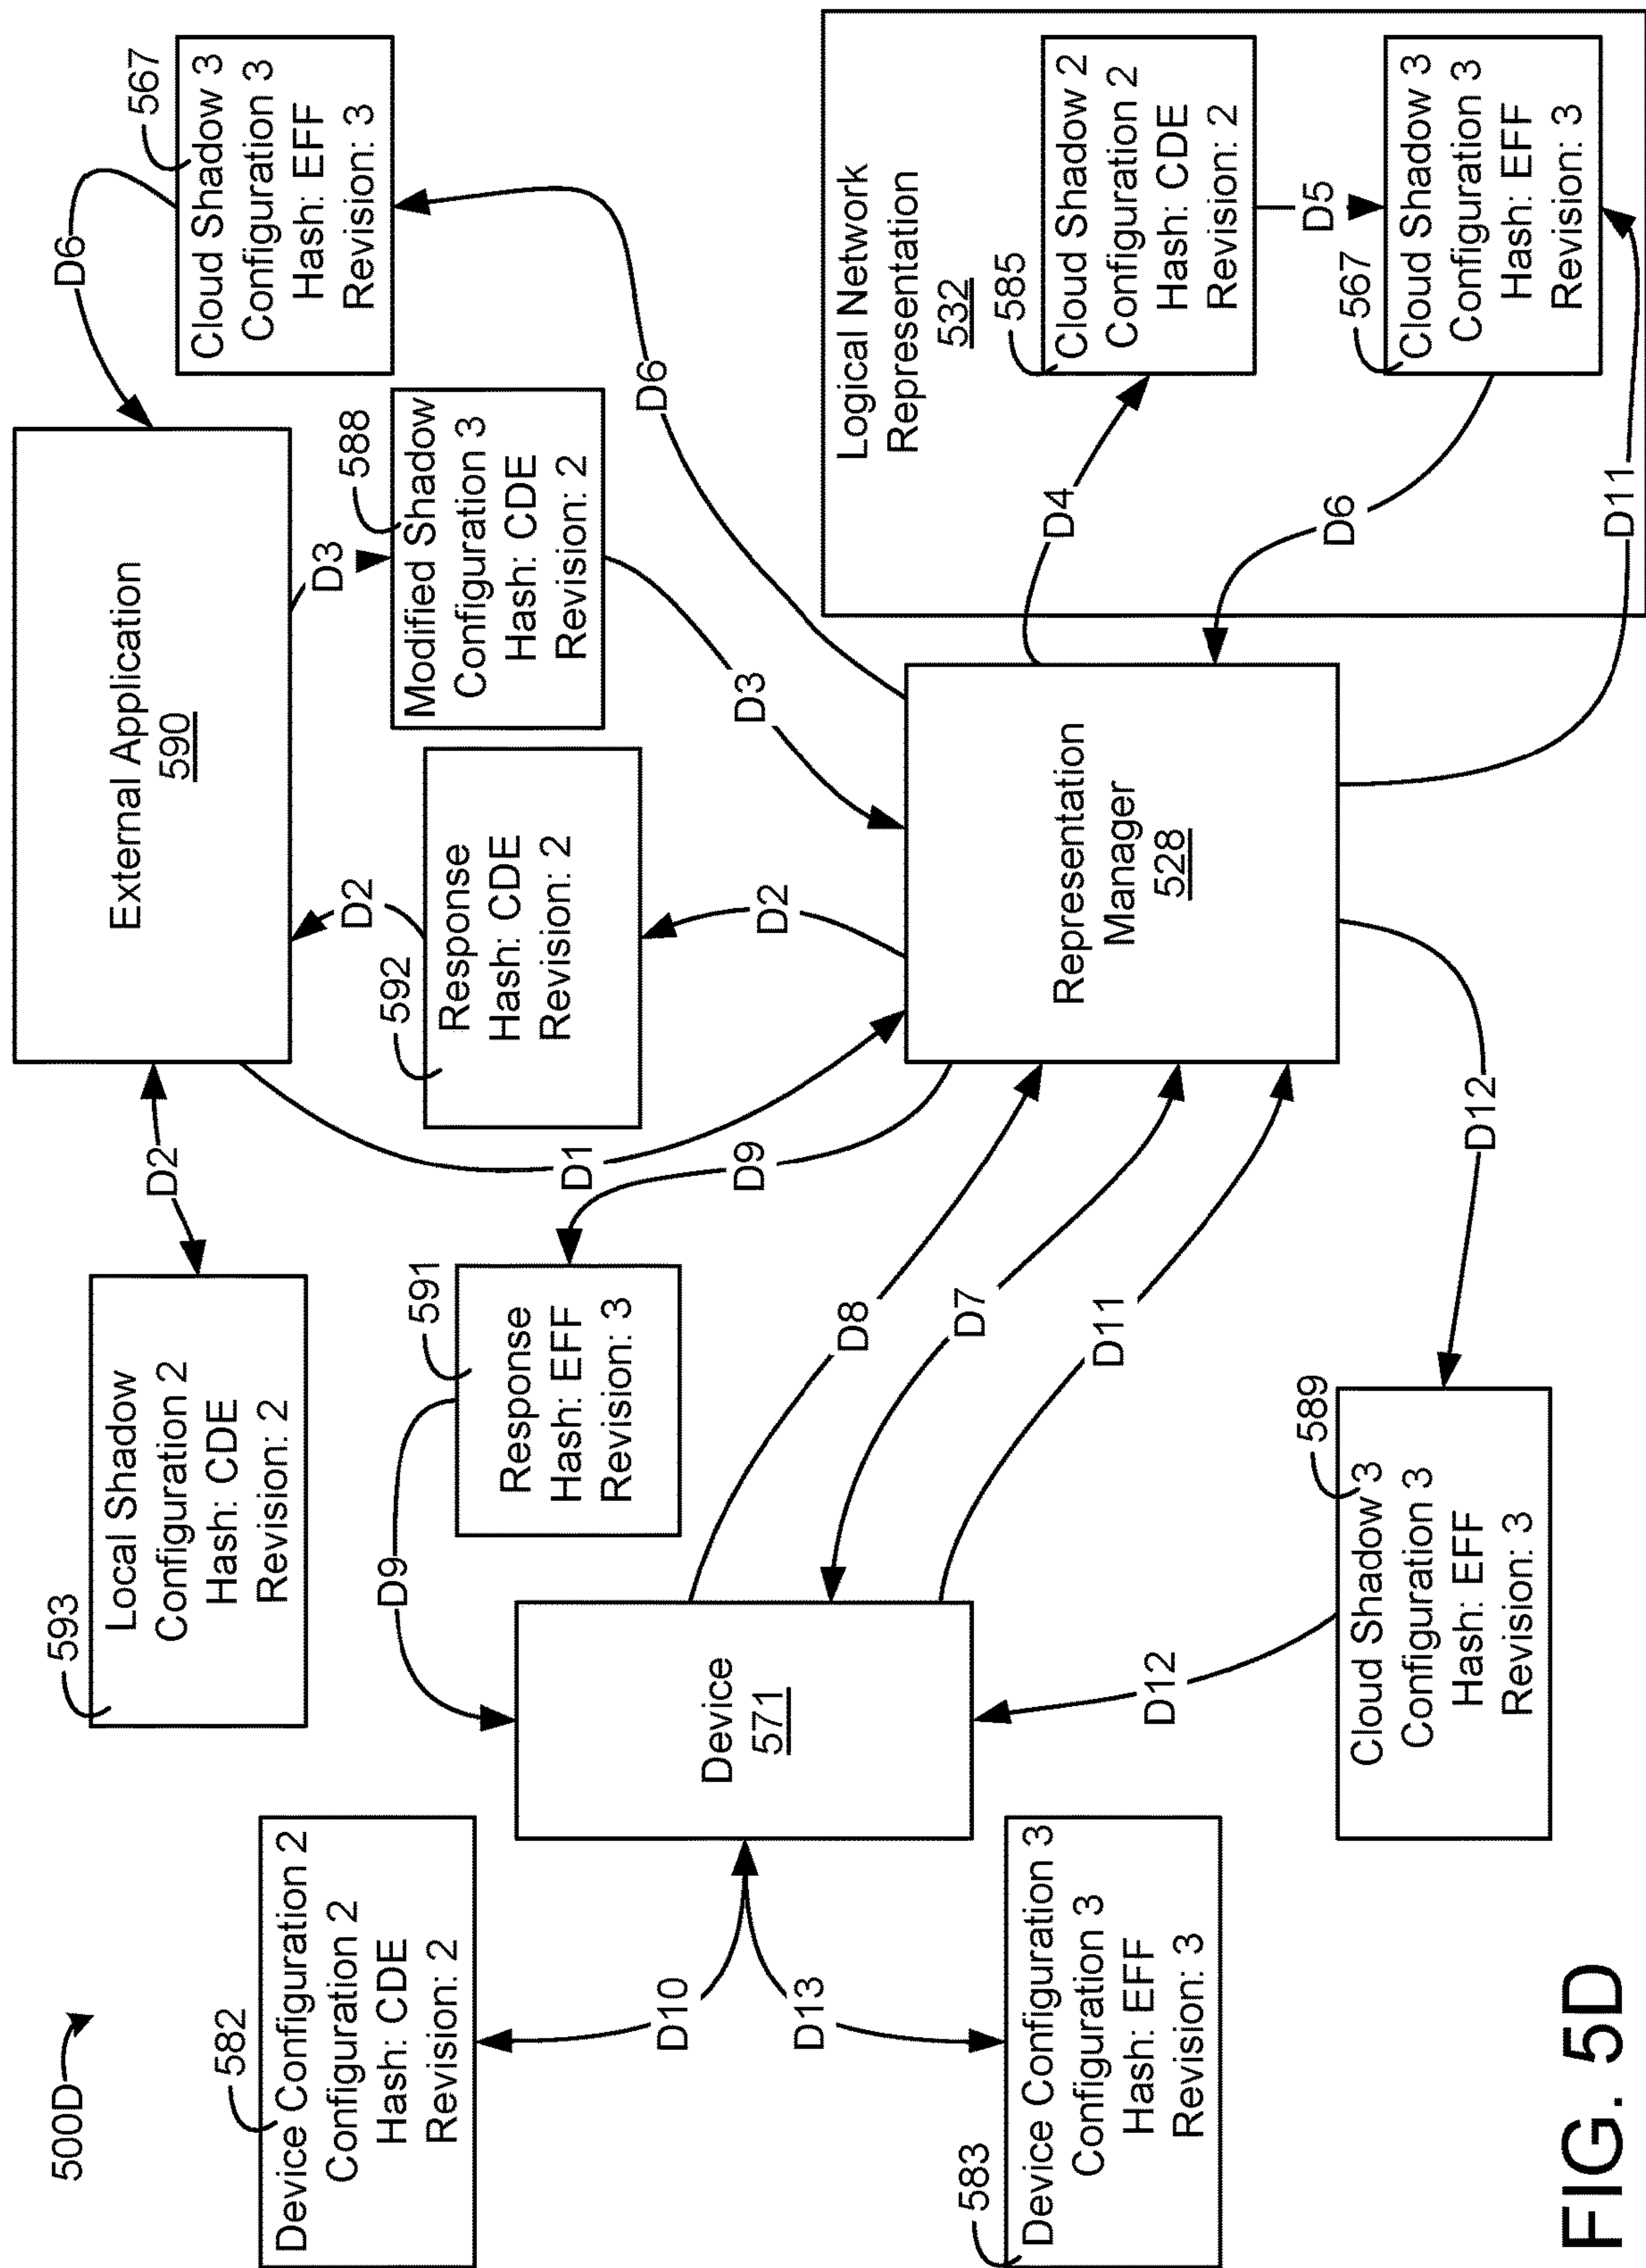 500D
593
Local Shadow
Configuration 2
Hash: CDE
Revision: 2
D2
External Application
590
D6
567
Cloud Shadow 3
Configuration 3
Hash: EFF
Revision: 3
582
Device Configuration 2
Configuration 2
Hash: CDE
Revision: 2
D9
591
Response
Hash: EFF
Revision: 3
D9
D1
592
Response
Hash: CDE
Revision: 2
D2
D2
D3
588
Modified Shadow
Configuration 3
Hash: CDE
Revision: 2
D3
D6
D10
D13
Device
571
D8
D7
D11
Representation
Manager
528
Logical Network
Representation
532
D4
585
Cloud Shadow 2
Configuration 2
Hash: CDE
Revision: 2
D5
D6
567
Cloud Shadow 3
Configuration 3
Hash: EFF
Revision: 3
D11
583
Device Configuration 3
Configuration 3
Hash: EFF
Revision: 3
D12
589
Cloud Shadow 3
Configuration 3
Hash: EFF
Revision: 3
D12
FIG. 5D